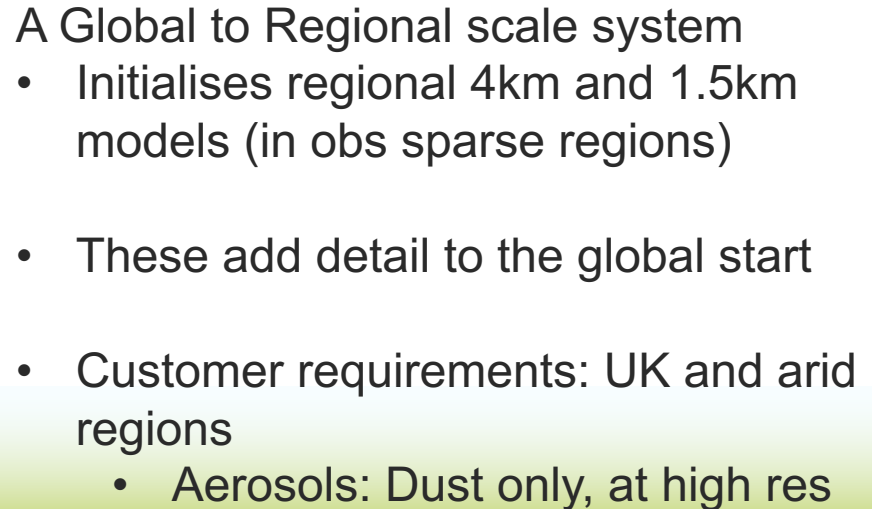 A Global to Regional scale system
• Initialises regional 4km and 1.5km
models (in obs sparse regions)
• These add detail to the global start
• Customer requirements: UK and arid
regions
• Aerosols: Dust only, at high res